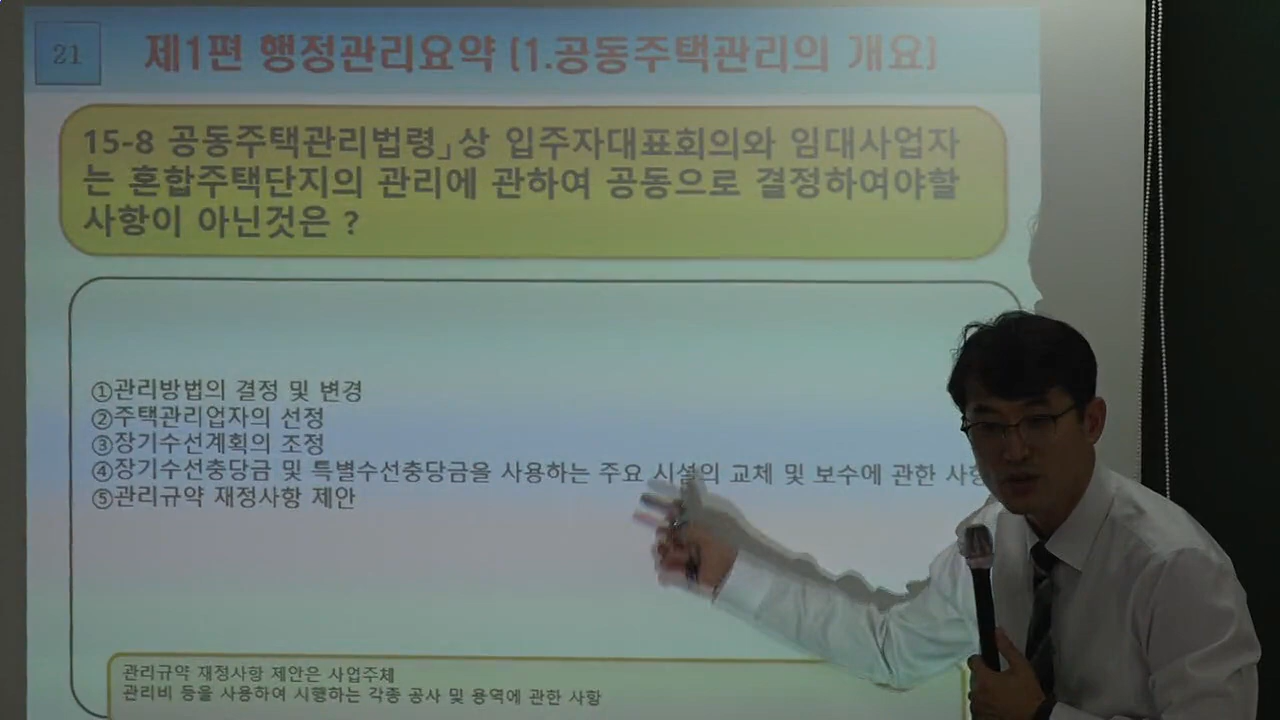 21
제1편 행정관리요약 [1.공동주택관리의 개요]
15-8 공동주택관리법령」상 입주자대표회의와 임대사업자
는 혼합주택단지의 관리에 관하여 공동으로 결정하여야할
사항이 아닌것은 ?
①관리방법의 결정 및 변경
②주택관리업자의 선정
③장기수선계획의 조정
④장기수선충당금 및 특별수선충당금을 사용하는 주요 시설의 교체 및 보수에 관한
⑤관리규약 재정사항 제안
관리규약 재정사항 제안은 사업주체
관리비 등을 사용하여 시행하는 각종 공사 및 용역에 관한 사항